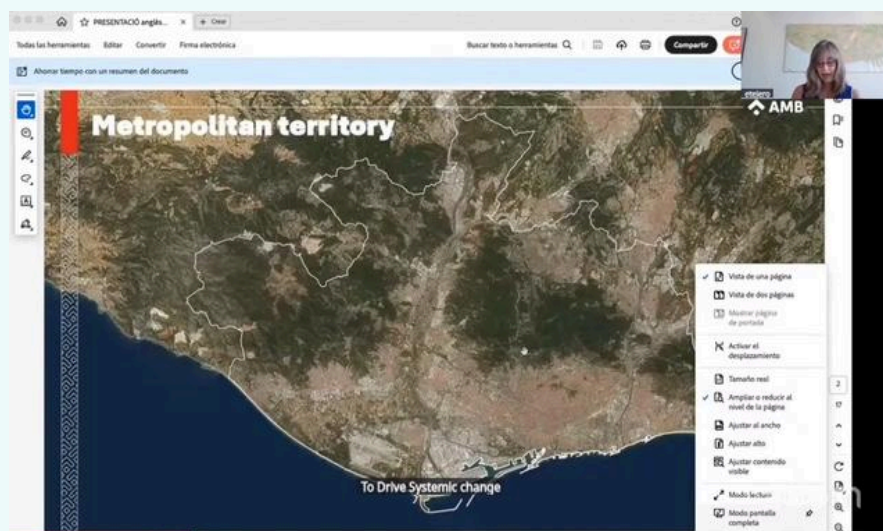 PRESENTACIÓ anglès...
+ Crear
Todas las herramientas Editar Convertir Firma electrónica
Buscar texto o herramientas
Compartir
Ahorrar tiempo con un resumen del documento
etejero
AMB
Metropolitan territory
Vista de una página
Vista de dos páginas
Mostrar página
de portada
Activar el
desplazamiento
Tamaño real
Ampliar o reducir al
nivel de la página
Ajustar al ancho
Ajustar alto
Ajustar contenido
visible
Modo lectura
Modo pantalla
completa
2
17
To Drive Systemic change